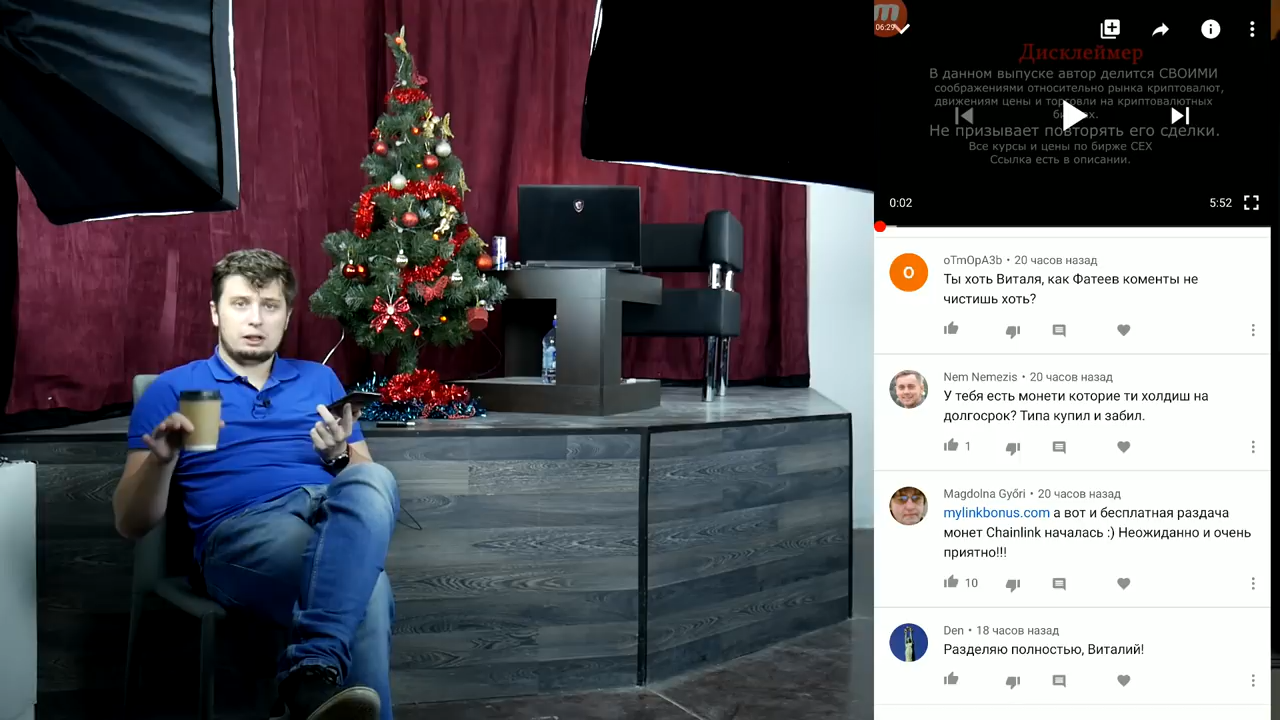 m
06:29
Дисклеймер
В данном выпуске автор делится СВОИМИ
соображениями относительно рынка криптовалют,
движениям цены и торговли на криптовалютных
Не призывает повторять его сделки.
Все курсы и цены по бирже CEX
Ссылка есть в описании.
0:02
5:52
oTmOpA3b • 20 часов назад
Ты хоть Виталя, как Фатеев коменты не
чистишь хоть?
Nem Nemezis • 20 часов назад
У тебя есть монети которие ти холдиш на
долгосрок? Типа купил и забил.
1
Magdolna Győri • 20 часов назад
mylinkbonus.com а вот и бесплатная раздача
монет Chainlink началась :) Неожиданно и очень
приятно!!!
10
Den • 18 часов назад
Разделяю полностью, Виталий!